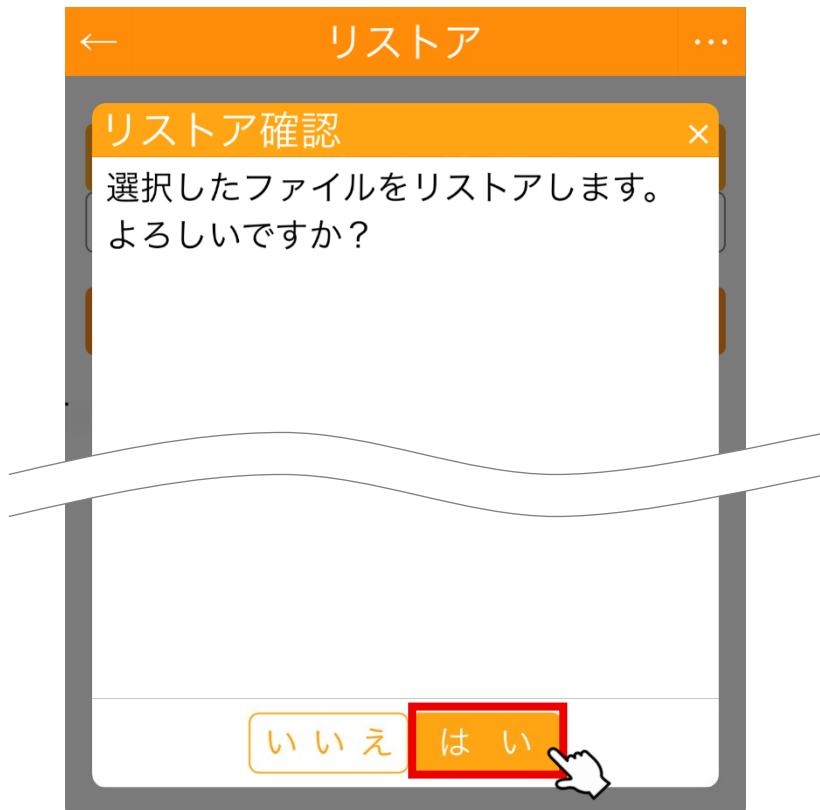 ← リストア …
リストア確認 ×
選択したファイルをリストアします。
よろしいですか？
いいえ はい